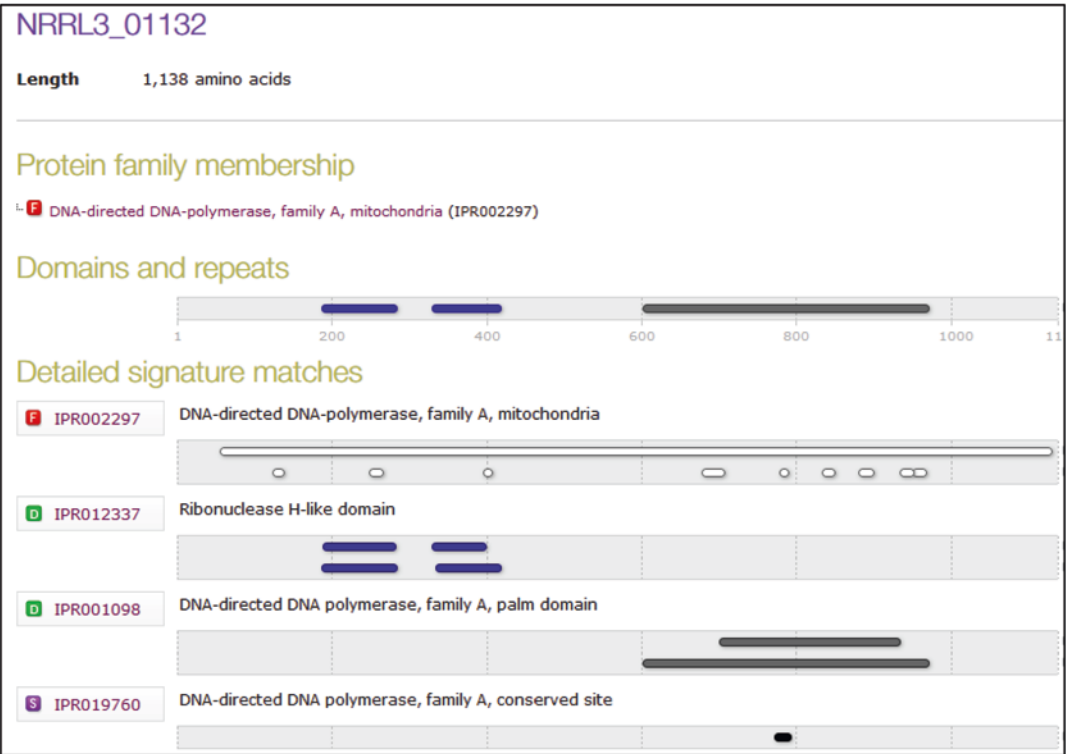 NRRL3_01132
Length 1,138 amino acids
Protein family membership
F DNA-directed DNA-polymerase, family A, mitochondria (IPR002297)
Domains and repeats
1 200 400 600 800 1000 11
Detailed signature matches
F IPR002297 DNA-directed DNA-polymerase, family A, mitochondria
D IPR012337 Ribonuclease H-like domain
D IPR001098 DNA-directed DNA polymerase, family A, palm domain
S IPR019760 DNA-directed DNA polymerase, family A, conserved site